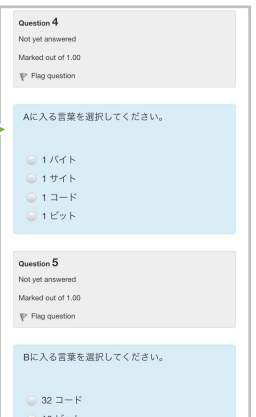 Question 4
Not yet answered
Marked out of 1.00
Flag question
Aに入る言葉を選択してください。
1 バイト
1 サイト
1 コード
1 ビット
Question 5
Not yet answered
Marked out of 1.00
Flag question
Bに入る言葉を選択してください。
32 コード